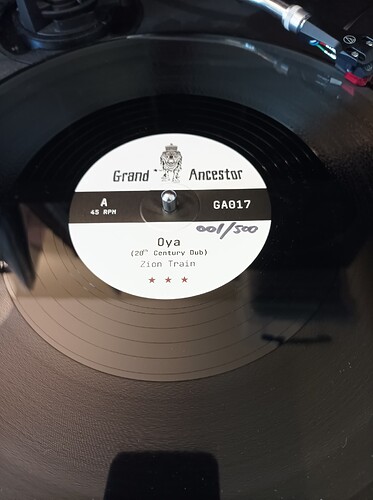 Grand Ancestor
A
45 RPM
GA017
001/500
Oya
(20th Century Dub)
Zion Train